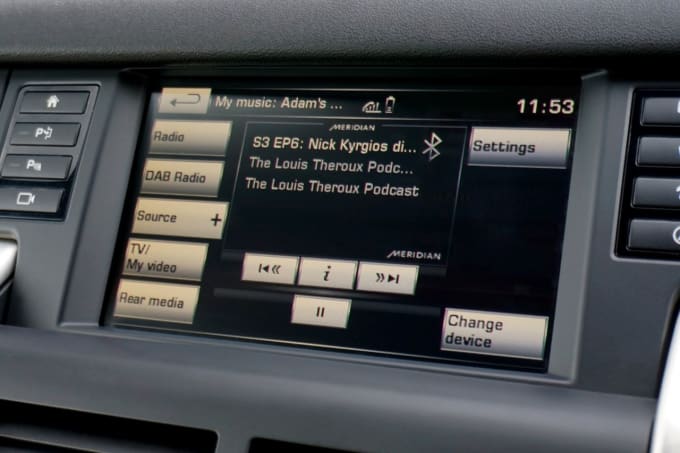 My music: Adam's ...
11:53
MERIDIAN
Radio
S3 EP6: Nick Kyrgios di...
Settings
The Louis Theroux Podc...
DAB Radio
The Louis Theroux Podcast
Source +
MERIDIAN
TV/
My video
i
Rear media
Change
device
P
P